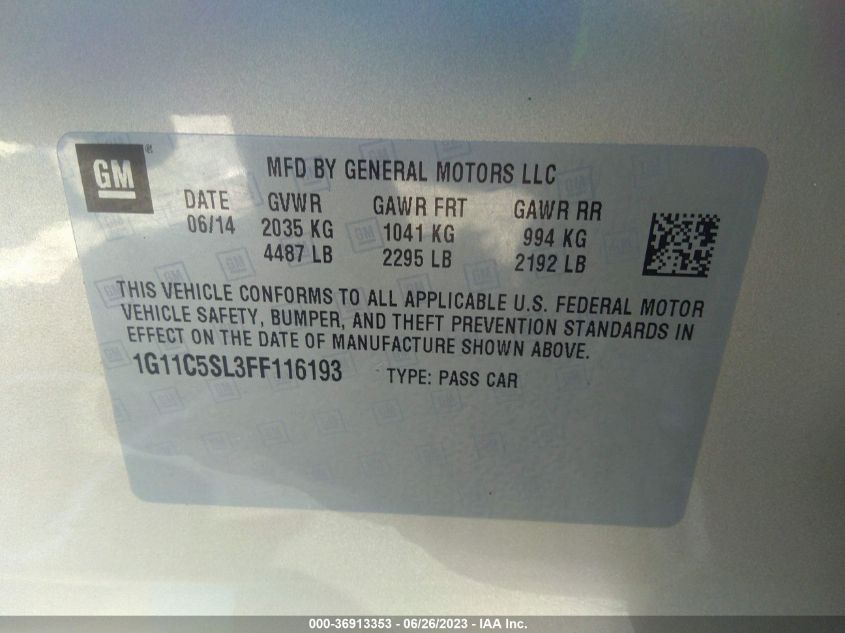 GM ®
MFD BY GENERAL MOTORS LLC
DATE GVWR GAWR FRT GAWR RR
06/14 2035 KG 1041 KG 994 KG
4487 LB 2295 LB 2192 LB
THIS VEHICLE CONFORMS TO ALL APPLICABLE U.S. FEDERAL MOTOR
VEHICLE SAFETY, BUMPER, AND THEFT PREVENTION STANDARDS IN
EFFECT ON THE DATE OF MANUFACTURE SHOWN ABOVE.
1G11C5SL3FF116193 TYPE: PASS CAR
000-36913353 - 06/26/2023 - IAA Inc.